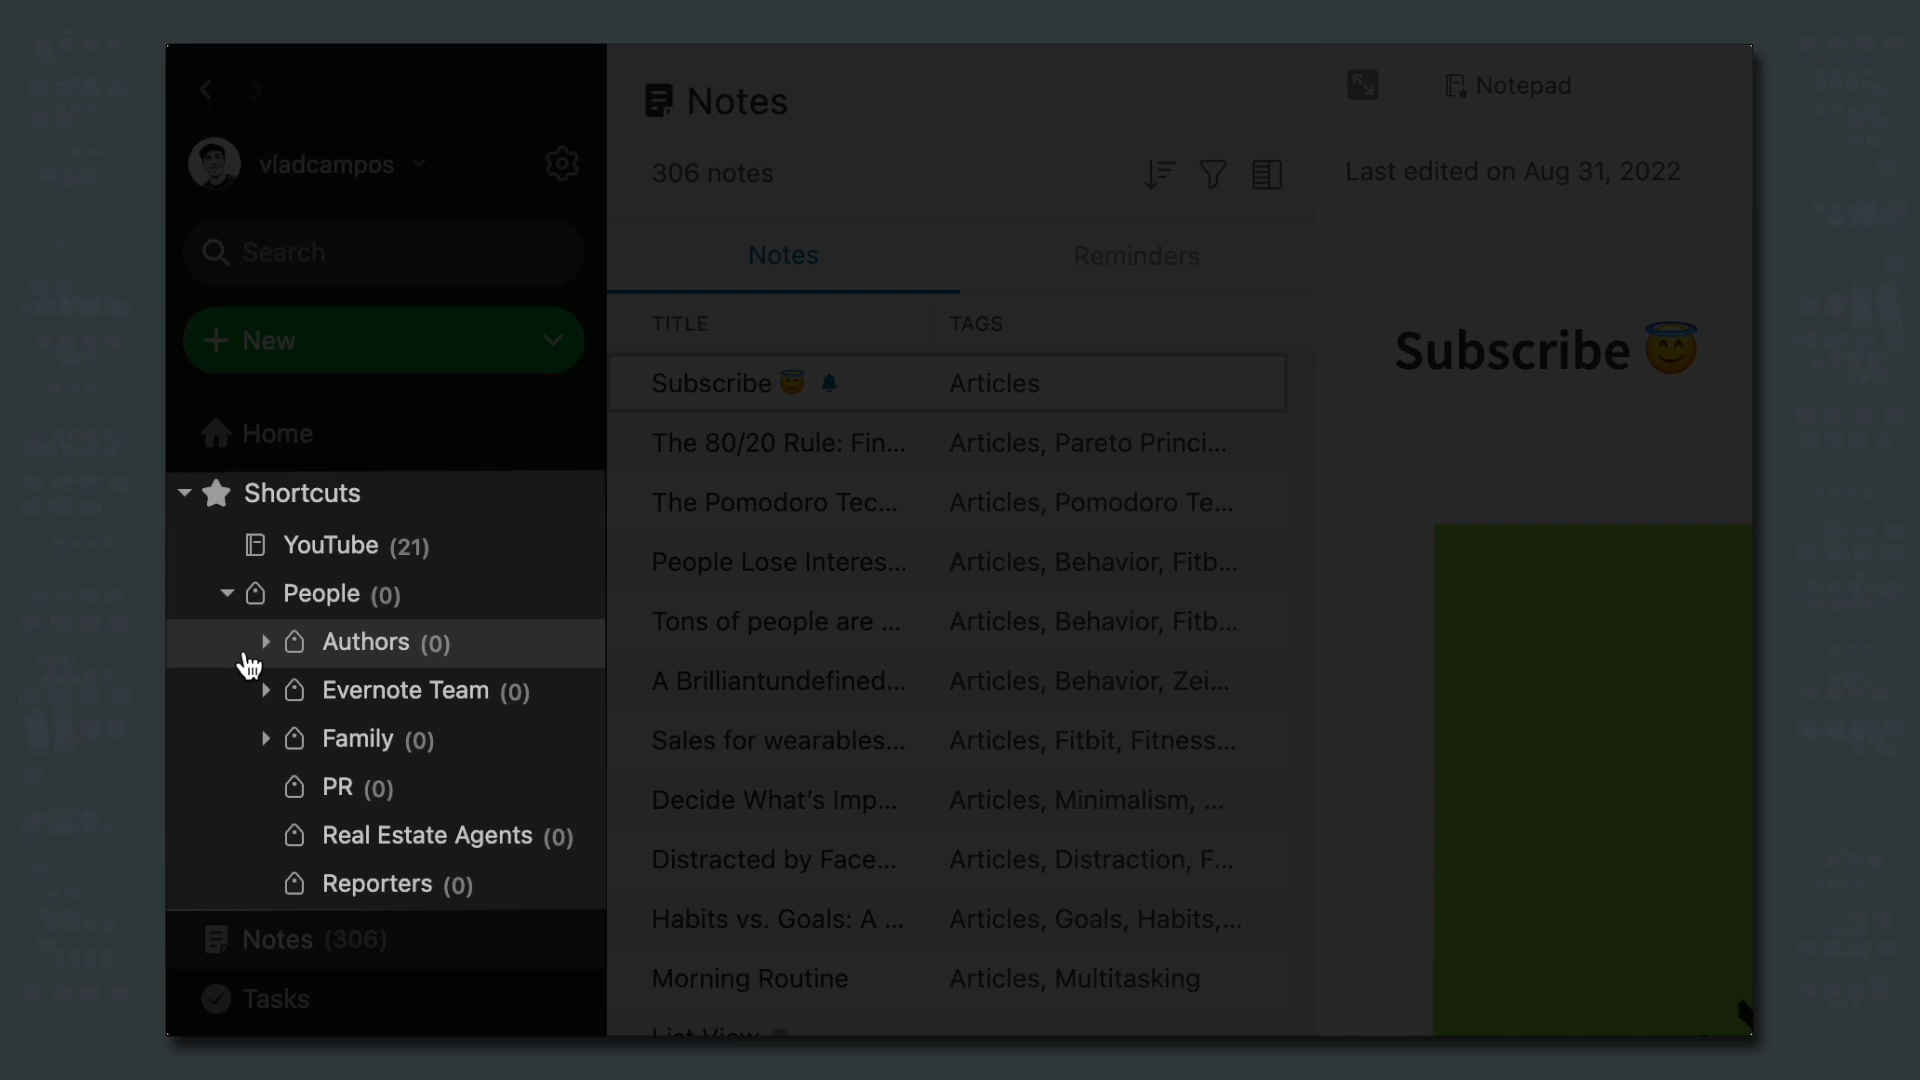 vladcampos
Search
New
Home
Shortcuts
YouTube (21)
People (0)
Authors (0)
Evernote Team (0)
Family (0)
PR (0)
Real Estate Agents (0)
Reporters (0)
Notes (306)
Tasks
Notes
306 notes
Notes Reminders
TITLE TAGS
Subscribe 😇 Articles
The 80/20 Rule: Fin... Articles, Pareto Princi...
The Pomodoro Tec... Articles, Pomodoro Te...
People Lose Interes... Articles, Behavior, Fitb...
Tons of people are ... Articles, Behavior, Fitb...
A Brilliantundefined... Articles, Behavior, Zei...
Sales for wearables... Articles, Fitbit, Fitness...
Decide What's Imp... Articles, Minimalism, ...
Distracted by Face... Articles, Distraction, F...
Habits vs. Goals: A ... Articles, Goals, Habits,...
Morning Routine Articles, Multitasking
List View
Notepad
Last edited on Aug 31, 2022
Subscribe 😇